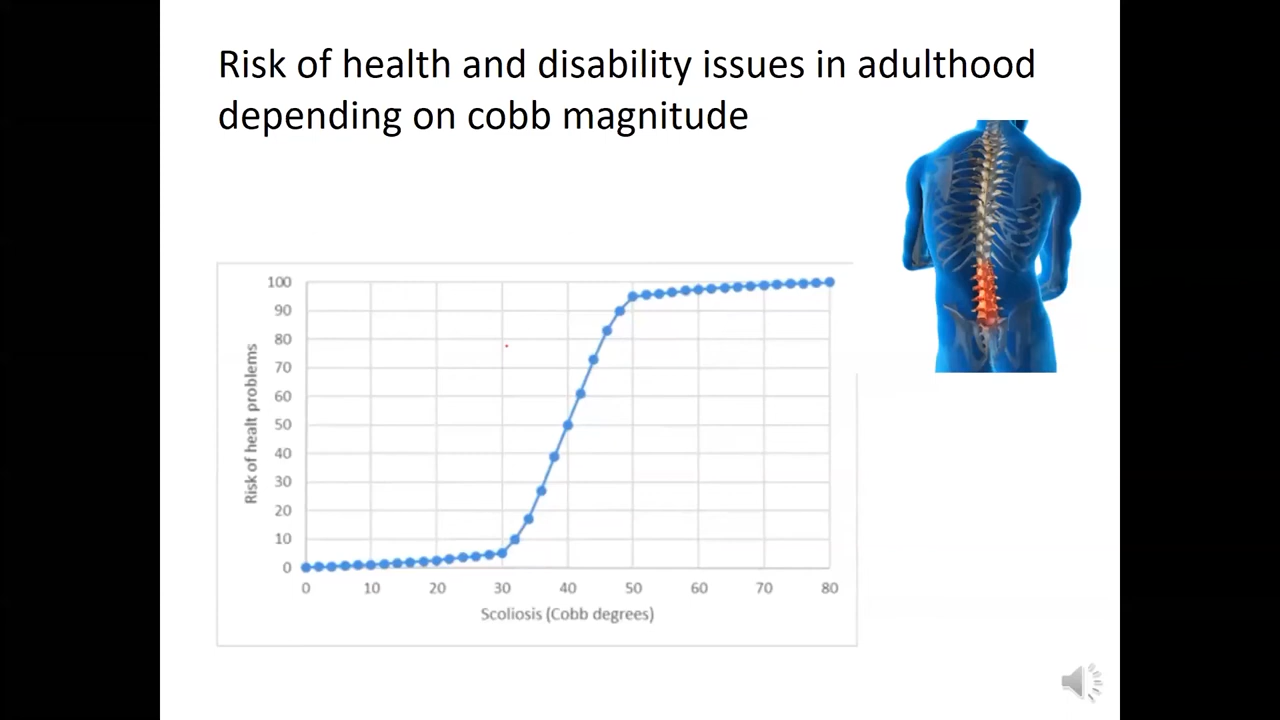 Risk of health and disability issues in adulthood
depending on cobb magnitude
100
90
80
70
60
50
40
30
20
10
0
Risk of healt problems
0 10 20 30 40 50 60 70 80
Scoliosis (Cobb degrees)